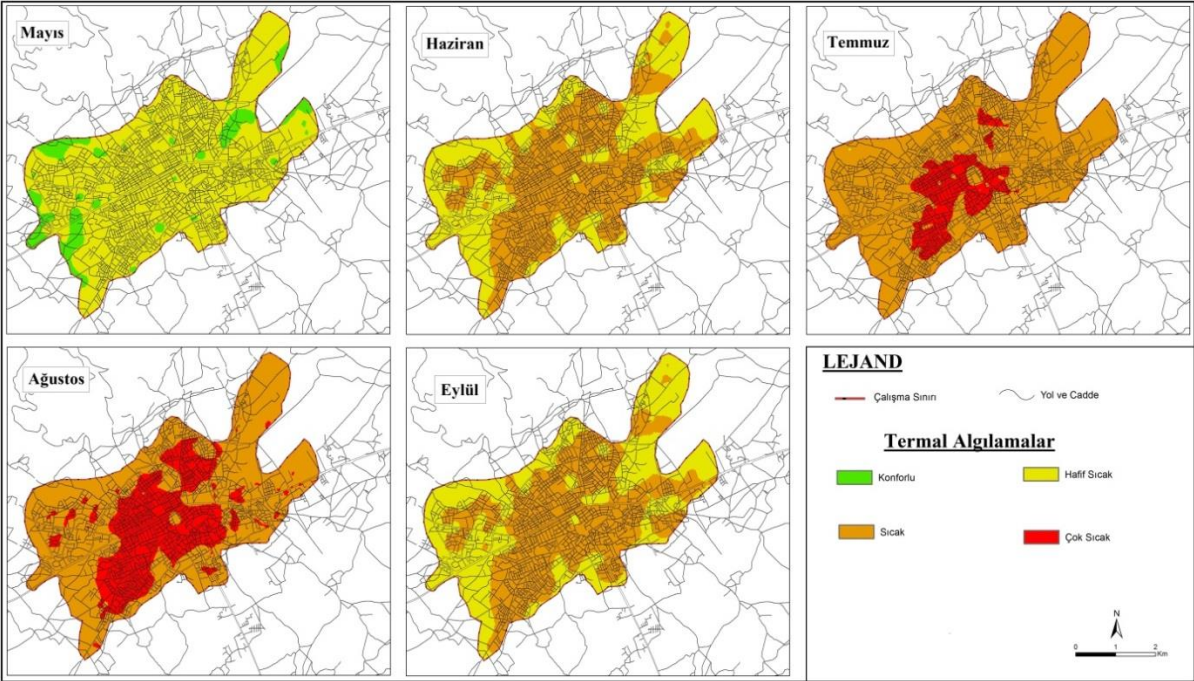 Mayıs
Haziran
Temmuz
Ağustos
Eylül
LEJAND
Çalışma Sınırı
Yol ve Cadde
Termal Algılamalar
Konforlu
Hafif Sıcak
Sıcak
Çok Sıcak
N
0 1 2
Km